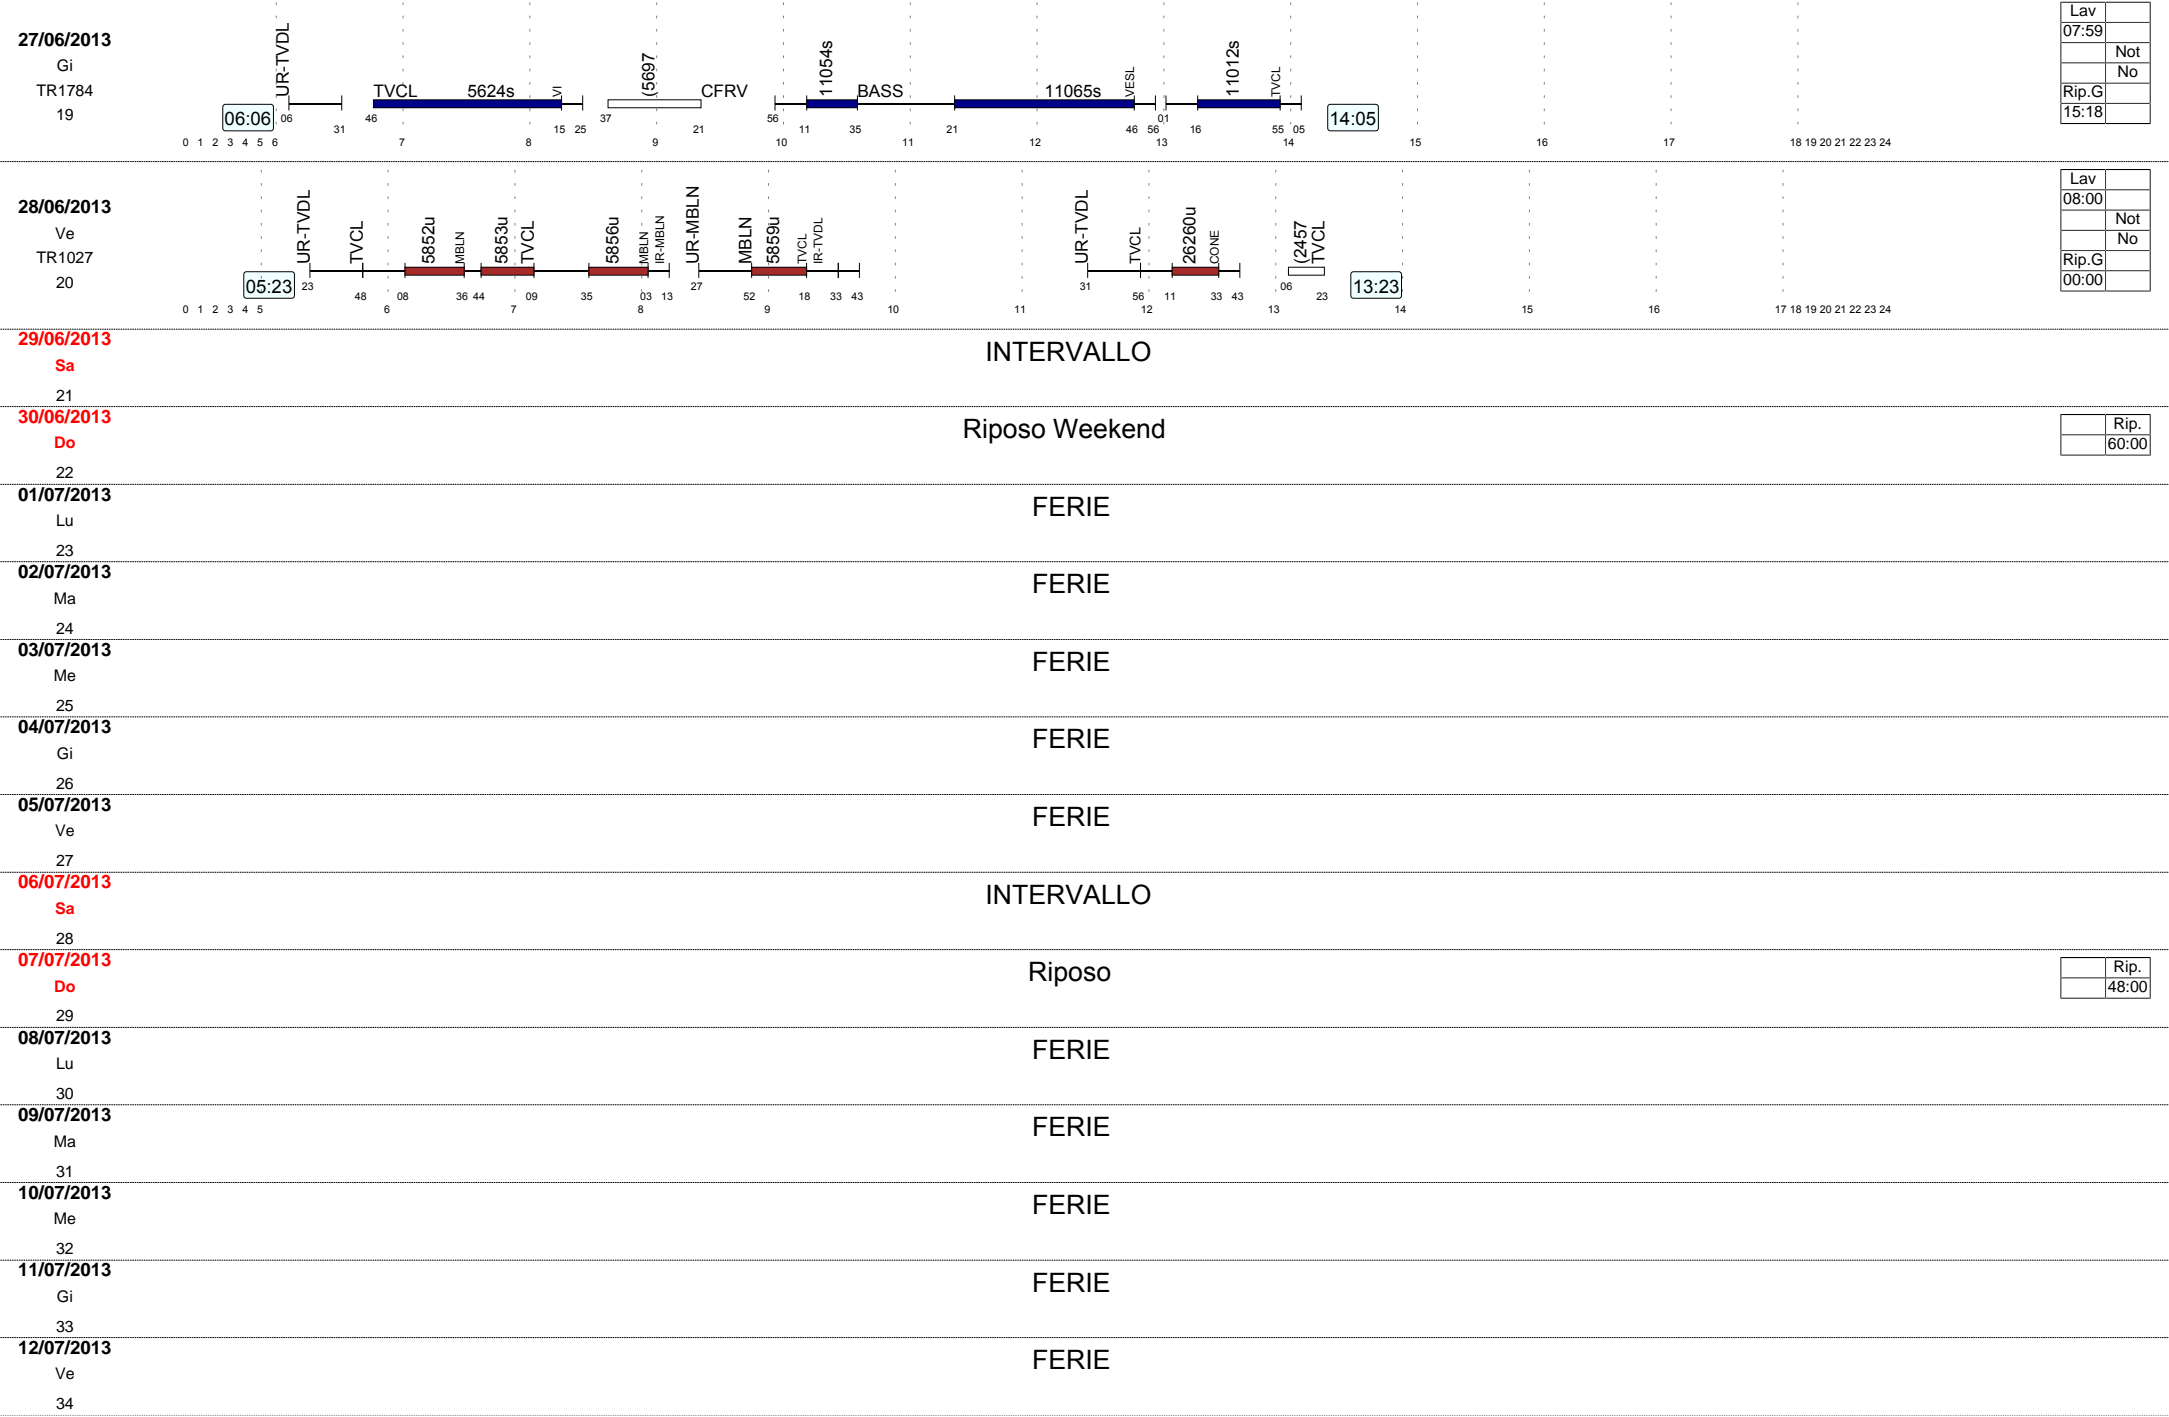 27/06/2013
Gi
TR1784
19
06:06
UR-TVDL
TVCL 5624s VI (5697 CFRV 11054s BASS 11065s VESL 11012s TVCL
14:05
06 31 46 15 25 37 21 56 11 35 21 46 56 01 16 55 05
0 1 2 3 4 5 6 7 8 9 10 11 12 13 14 15 16 17 18 19 20 21 22 23 24
Lav
07:59
Not
No
Rip.G
15:18
28/06/2013
Ve
TR1027
20
05:23
UR-TVDL TVCL 5852u MBLN 5853u TVCL 5856u MBLN IR-MBLN UR-MBLN MBLN 5859u TVCL IR-TVDL UR-TVDL TVCL 26260u CONE (2457 TVCL
13:23
23 48 08 36 44 09 35 03 13 27 52 18 33 43 31 56 11 33 43 06 23
0 1 2 3 4 5 6 7 8 9 10 11 12 13 14 15 16 17 18 19 20 21 22 23 24
Lav
08:00
Not
No
Rip.G
00:00
29/06/2013
Sa
21
INTERVALLO
30/06/2013
Do
22
Riposo Weekend
Rip.
60:00
01/07/2013
Lu
23
FERIE
02/07/2013
Ma
24
FERIE
03/07/2013
Me
25
FERIE
04/07/2013
Gi
26
FERIE
05/07/2013
Ve
27
FERIE
06/07/2013
Sa
28
INTERVALLO
07/07/2013
Do
29
Riposo
Rip.
48:00
08/07/2013
Lu
30
FERIE
09/07/2013
Ma
31
FERIE
10/07/2013
Me
32
FERIE
11/07/2013
Gi
33
FERIE
12/07/2013
Ve
34
FERIE